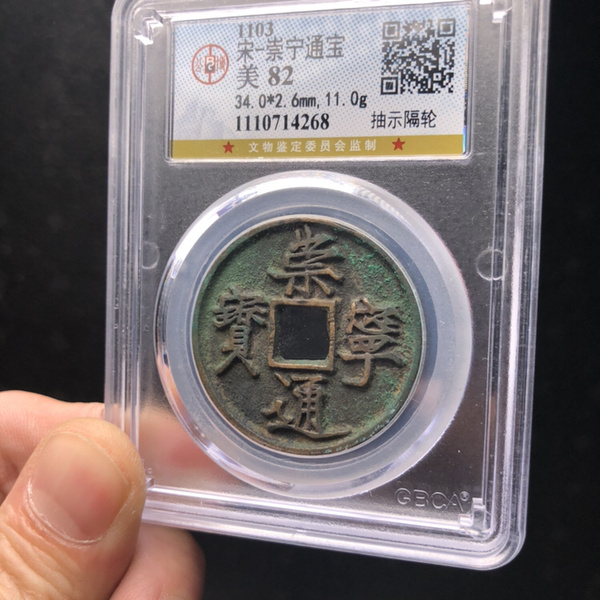 1103
宋-崇宁通宝
美 82
34.0*2.6mm, 11.0g
1110714268 抽示隔轮
文物鉴定委员会监制
崇
寶 寧
通
GBCA®